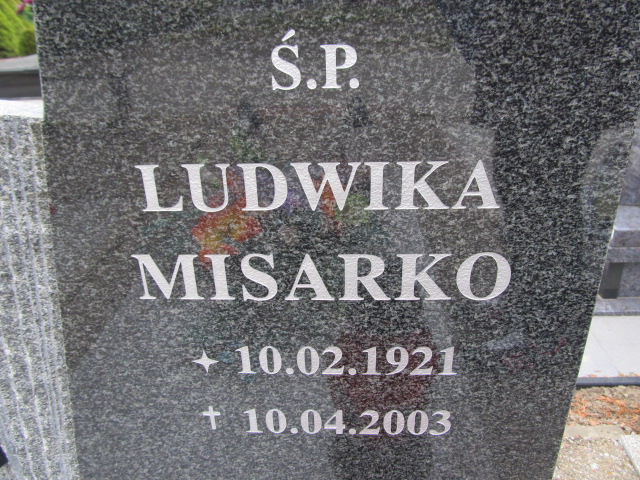 Ś.P.
LUDWIKA
MISARKO
✦ 10.02.1921
✝ 10.04.2003